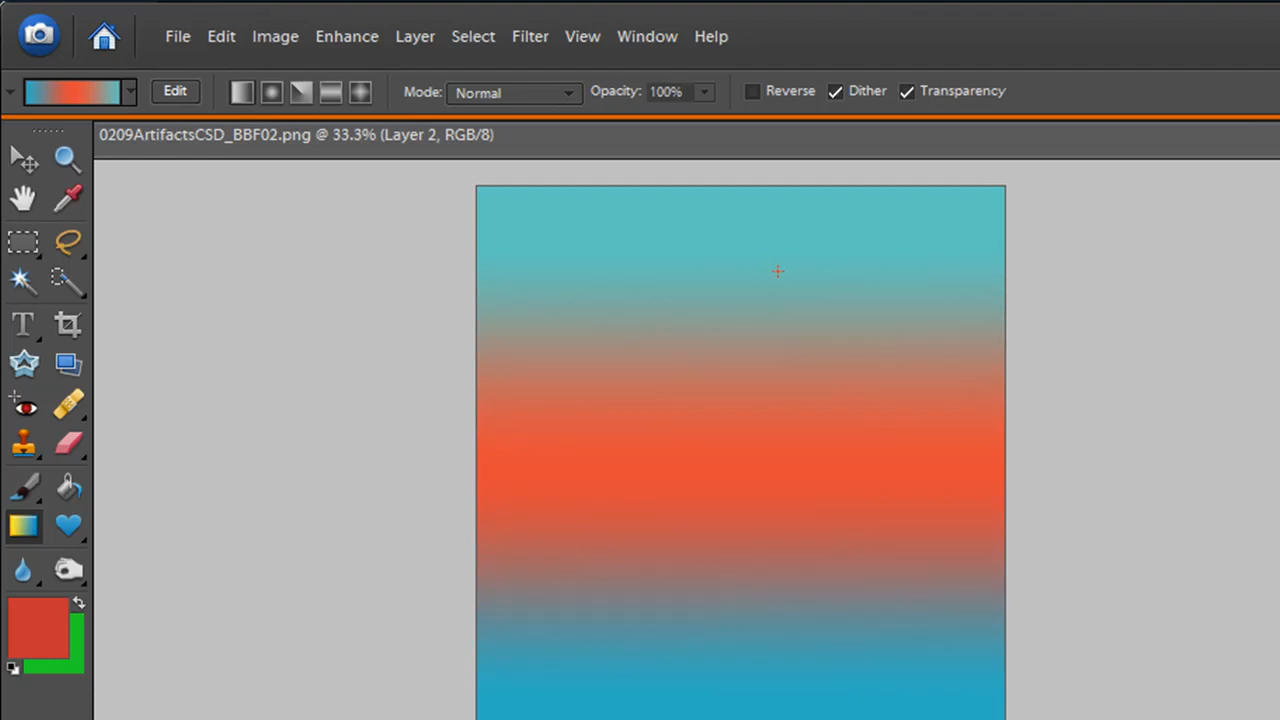 File Edit Image Enhance Layer Select Filter View Window Help
Edit Mode: Normal Opacity: 100% Reverse Dither Transparency
0209ArtifactsCSD_BBF02.png @ 33.3% (Layer 2, RGB/8)
T